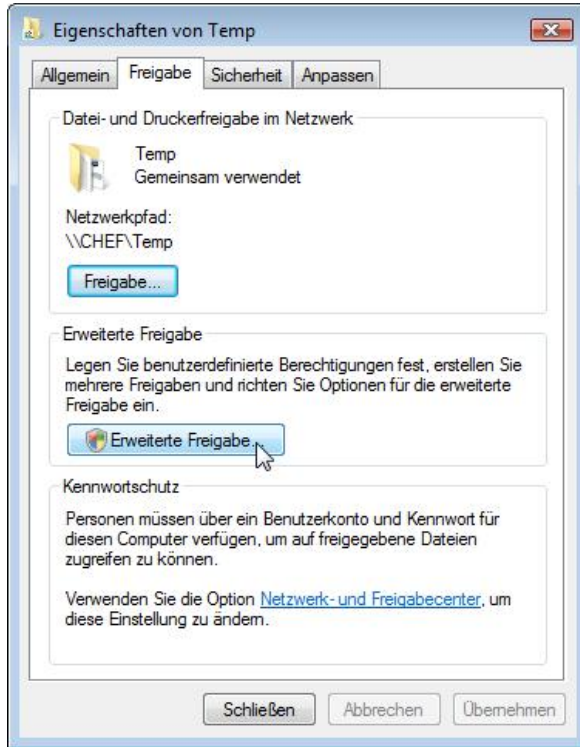 Eigenschaften von Temp
Allgemein Freigabe Sicherheit Anpassen
Datei- und Druckerfreigabe im Netzwerk
Temp
Gemeinsam verwendet
Netzwerkpfad:
\\CHEF\Temp
Freigabe...
Erweiterte Freigabe
Legen Sie benutzerdefinierte Berechtigungen fest, erstellen Sie
mehrere Freigaben und richten Sie Optionen für die erweiterte
Freigabe ein.
Erweiterte Freigabe...
Kennwortschutz
Personen müssen über ein Benutzerkonto und Kennwort für
diesen Computer verfügen, um auf freigegebene Dateien
zugreifen zu können.
Verwenden Sie die Option Netzwerk- und Freigabecenter, um
diese Einstellung zu ändern.
Schließen Abbrechen Übernehmen